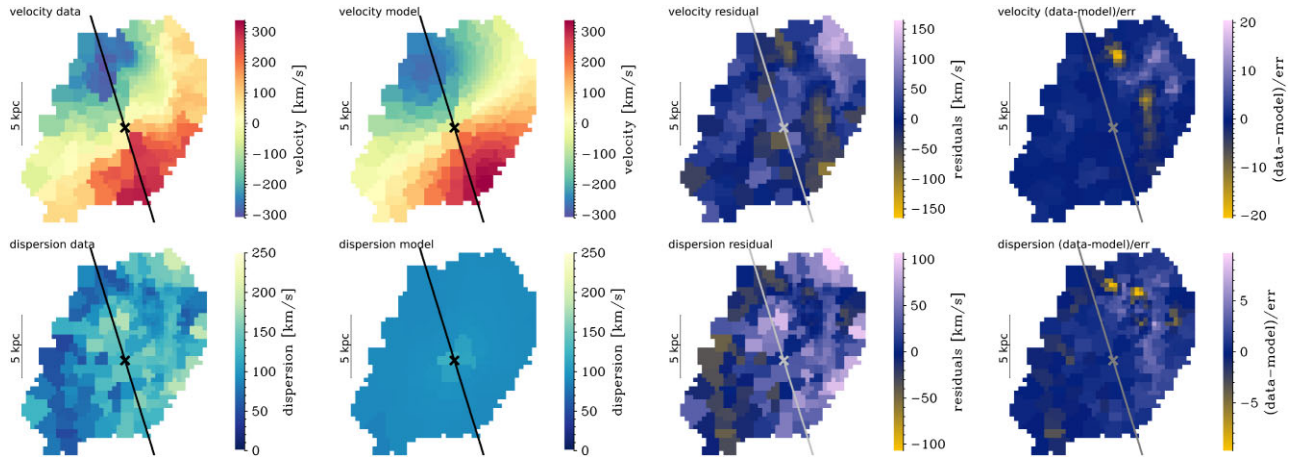 velocity data
velocity model
velocity residual
velocity (data-model)/err
5 kpc
300
200
100
0
−100
−200
−300
velocity [km/s]
5 kpc
300
200
100
0
−100
−200
−300
velocity [km/s]
5 kpc
150
100
50
0
−50
−100
−150
residuals [km/s]
5 kpc
20
10
0
−10
−20
(data−model)/err
dispersion data
dispersion model
dispersion residual
dispersion (data-model)/err
5 kpc
250
200
150
100
50
0
dispersion [km/s]
5 kpc
250
200
150
100
50
0
dispersion [km/s]
5 kpc
100
50
0
−50
−100
residuals [km/s]
5 kpc
5
0
−5
(data−model)/err